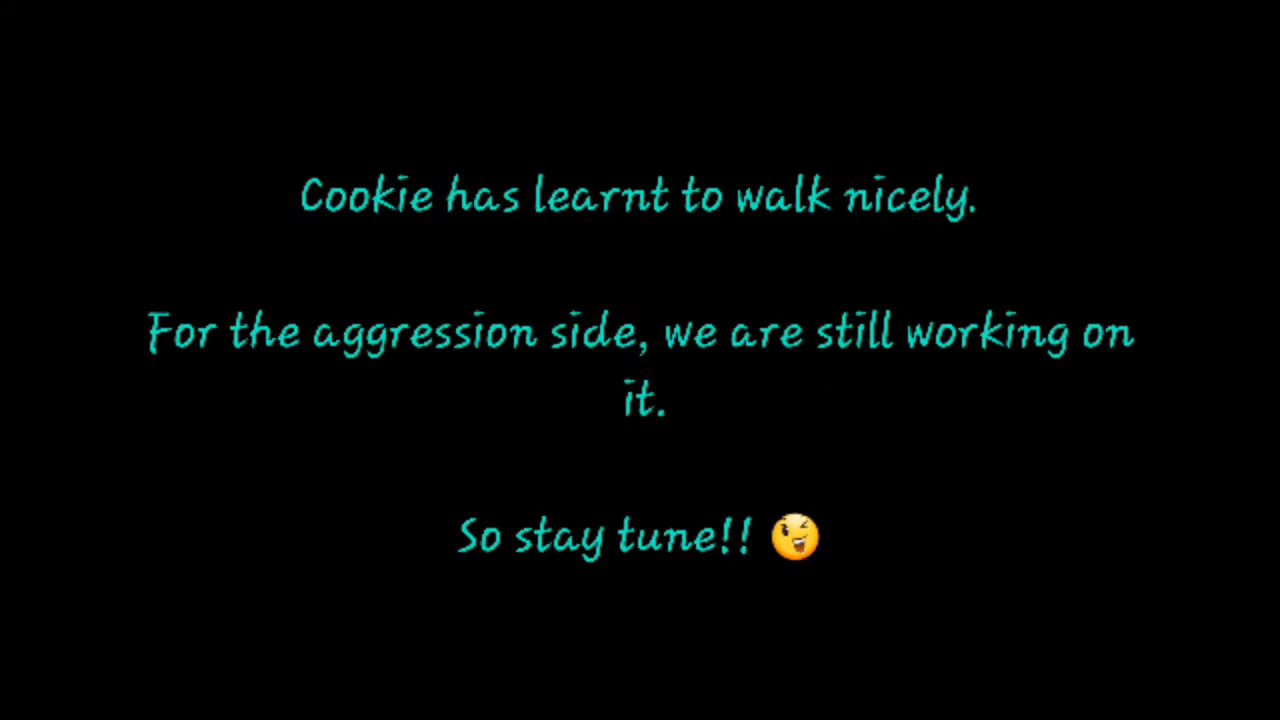 Cookie has learnt to walk nicely.
For the aggression side, we are still working on
it.
So stay tune!! 😜